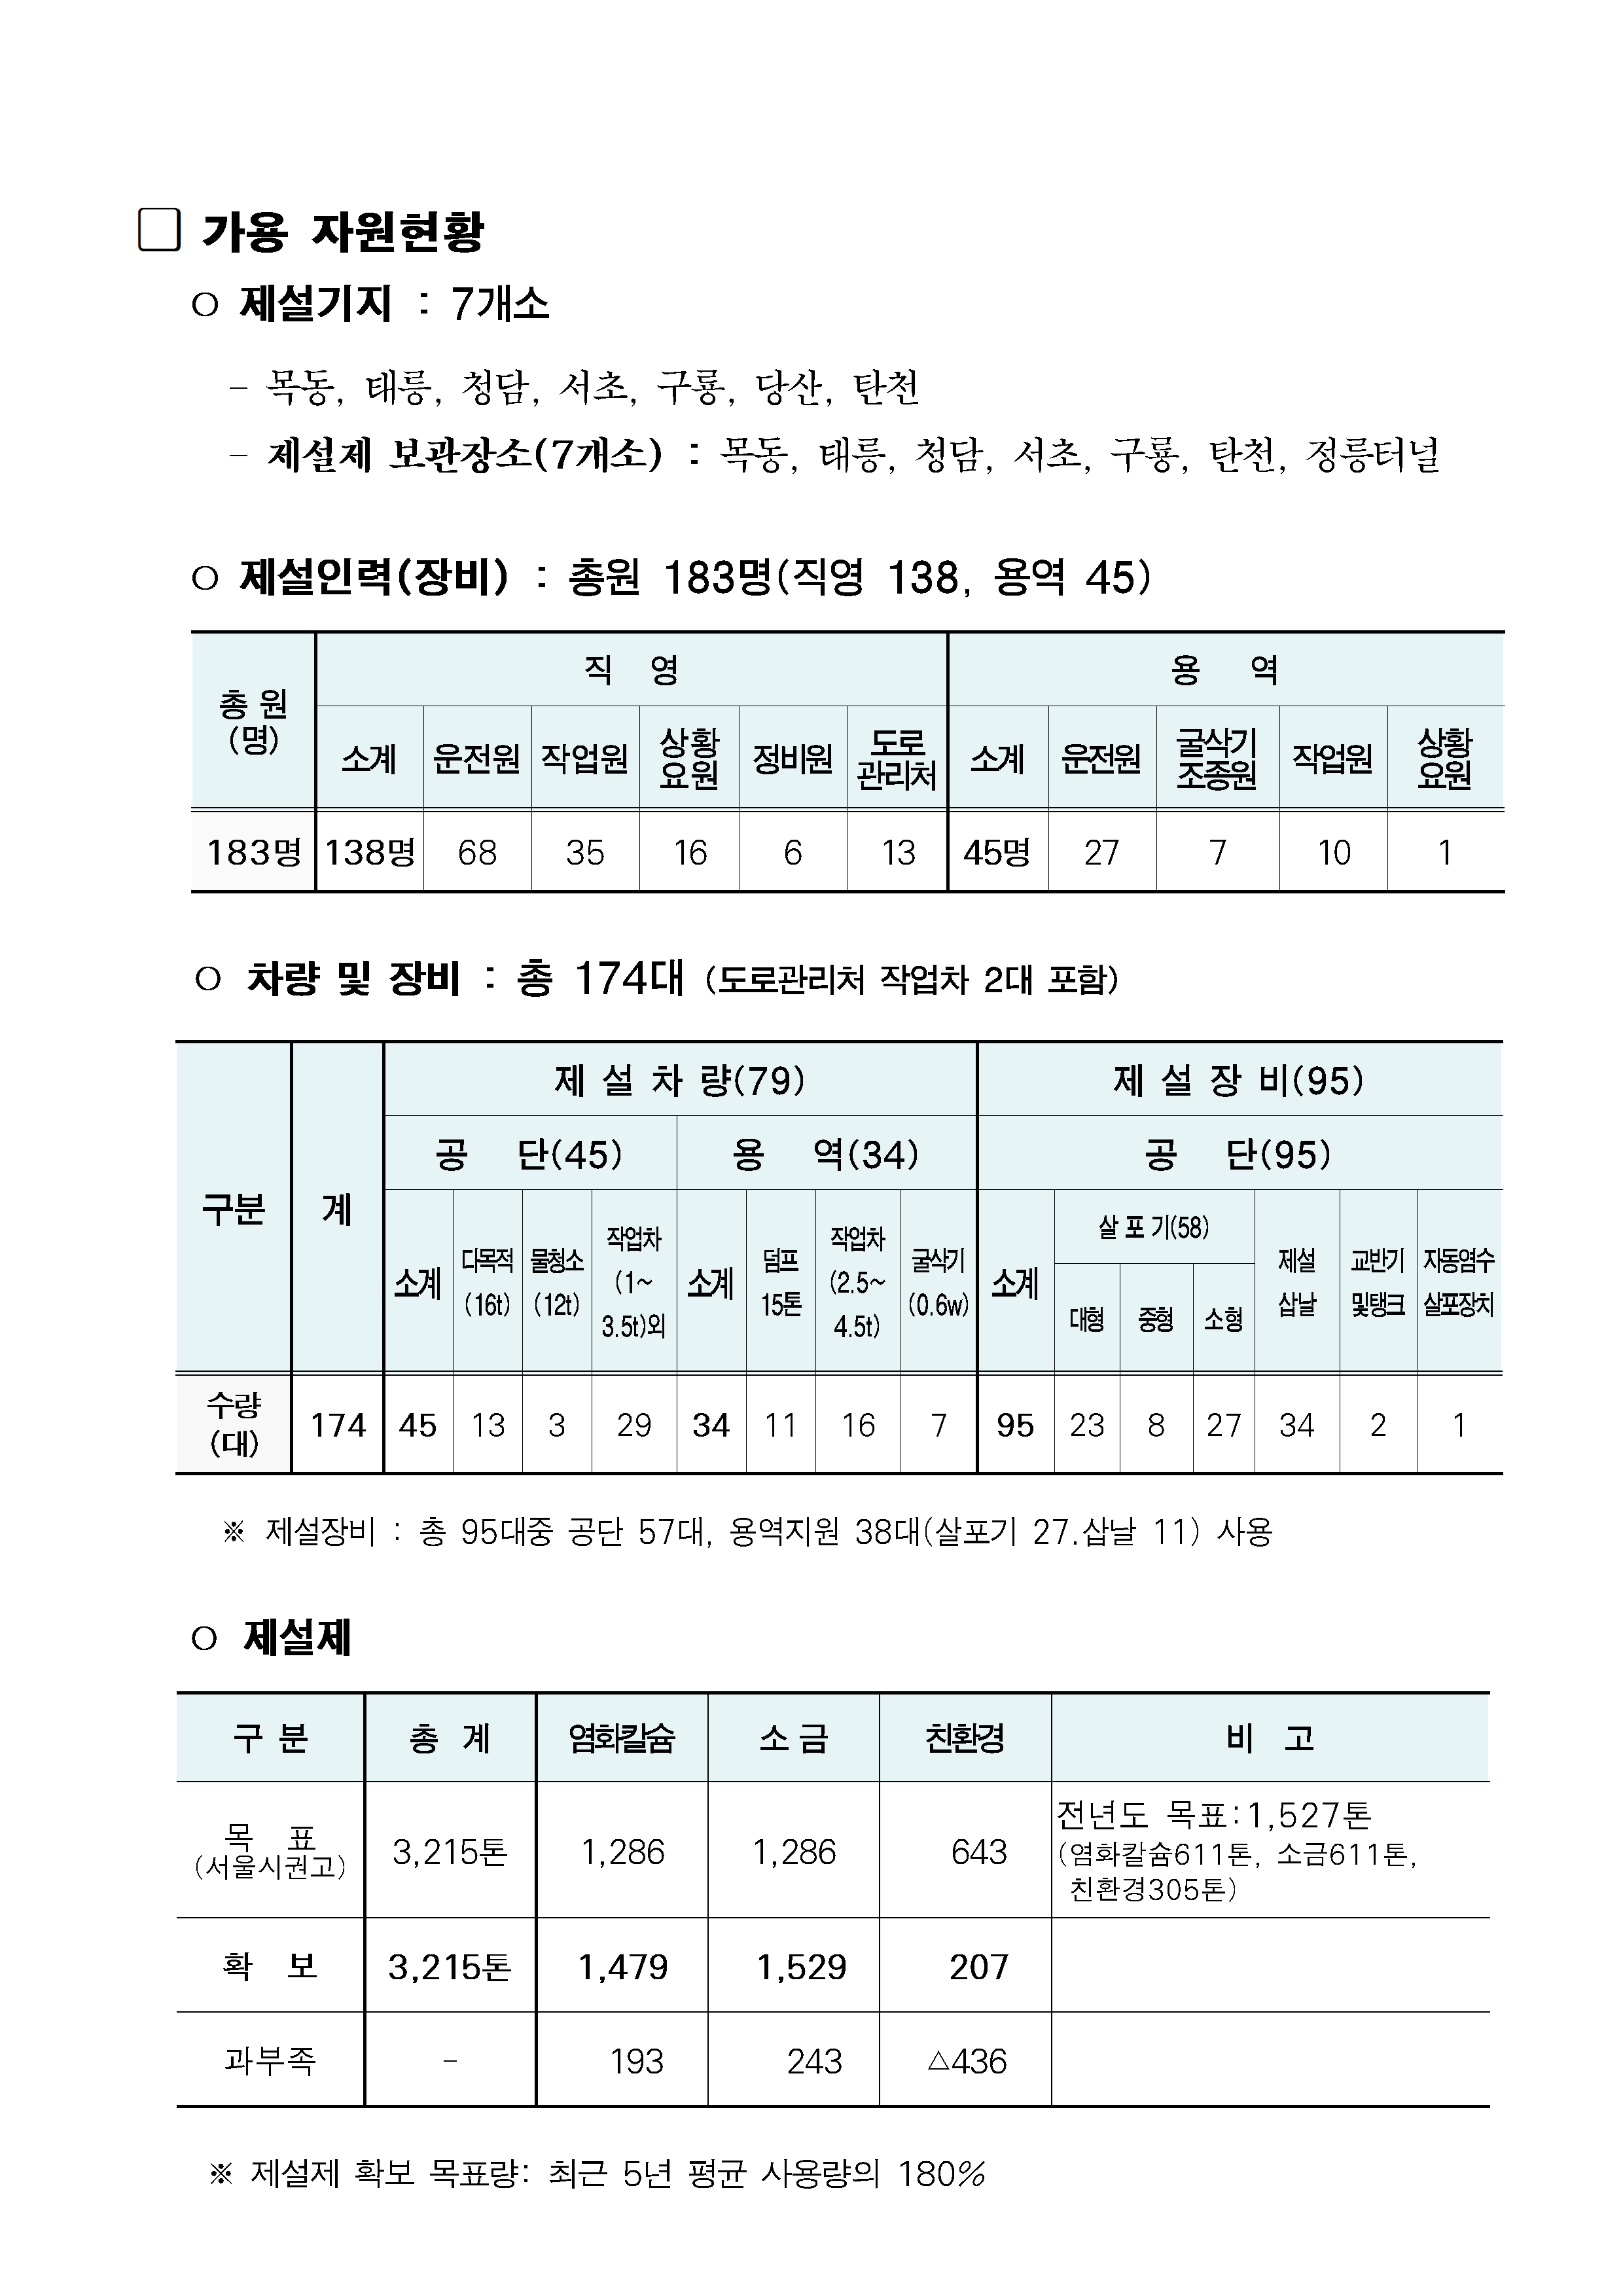 □ 가용 자원현황
○ 제설기지 : 7개소
- 목동, 태릉, 청담, 서초, 구룡, 당산, 탄천
- 제설제 보관장소(7개소) : 목동, 태릉, 청담, 서초, 구룡, 탄천, 정릉터널
○ 제설인력(장비) : 총원 183명(직영 138, 용역 45)
총 원 직 영 용 역
(명) 소계 운전원 작업원 상황요원 정비원 도로관리처 소계 운전원 굴삭기조종원 작업원 상황요원
183명 138명 68 35 16 6 13 45명 27 7 10 1
○ 차량 및 장비 : 총 174대 (도로관리처 작업차 2대 포함)
구분 계 제 설 차 량(79) 제 설 장 비(95)
공 단(45) 용 역(34) 공 단(95)
소계 다목적(16t) 물청소(12t) 작업차(1~3.5t)외 소계 덤프15톤 작업차(2.5~4.5t) 굴삭기(0.6w) 소계 살 포 기(58) 제설삽날 교반기및탱크 자동염수살포장치
대형 중형 소형
수량(대) 174 45 13 3 29 34 11 16 7 95 23 8 27 34 2 1
※ 제설장비 : 총 95대중 공단 57대, 용역지원 38대(살포기 27.삽날 11) 사용
○ 제설제
구 분 총 계 염화칼슘 소 금 친환경 비 고
목 표(서울시권고) 3,215톤 1,286 1,286 643 전년도 목표:1,527톤
(염화칼슘611톤, 소금611톤,
친환경305톤)
확 보 3,215톤 1,479 1,529 207
과부족 - 193 243 △436
※ 제설제 확보 목표량: 최근 5년 평균 사용량의 180%